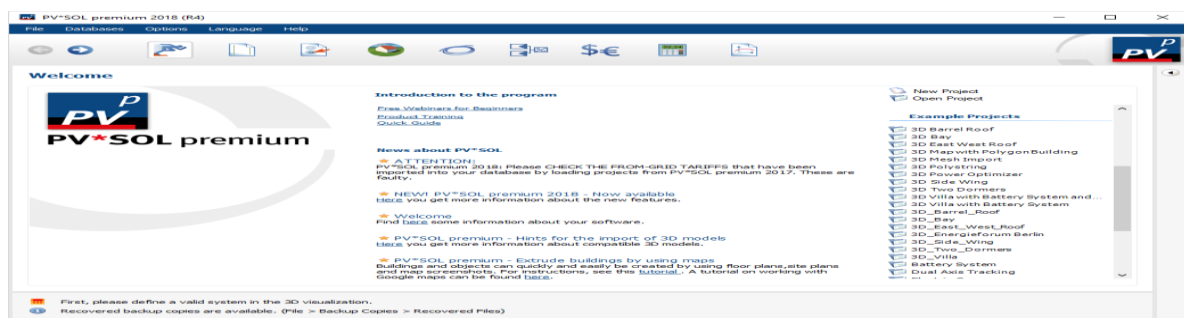 PV*SOL premium 2018 (R4)
File Databases Options Language Help
$€
p
PV
Welcome
p
PV
PV*SOL premium
Introduction to the program
Free Webinars for Beginners
Product Training
Quick Guide
News about PV*SOL
ATTENTION:
PV*SOL premium 2018: Please CHECK THE FROM-GRID TARIFFS that have been
imported into your database by loading projects from PV*SOL premium 2017. These are
faulty.
NEW! PV*SOL premium 2018 - Now available
Here you get more information about the new features.
Welcome
Find here some information about your software.
PV*SOL premium - Hints for the import of 3D models
Here you get more information about compatible 3D models.
PV*SOL premium - Extrude buildings by using maps
Buildings and objects can quickly and easily be created by using floor plans,site plans
and map screenshots. For instructions, see this tutorial . A tutorial on working with
Google maps can be found here.
New Project
Open Project
Example Projects
3D Barrel Roof
3D Bay
3D East West Roof
3D Map with Polygon Building
3D Mesh Import
3D Polystring
3D Power Optimizer
3D Side Wing
3D Two Dormers
3D Villa with Battery System and...
3D Villa with Battery System
3D_Barrel_Roof
3D_Bay
3D_East_West_Roof
3D_Energieforum Berlin
3D_Side_Wing
3D_Two_Dormers
3D_Villa
Battery System
Dual Axis Tracking
First, please define a valid system in the 3D visualization.
Recovered backup copies are available. (File > Backup Copies > Recovered Files)